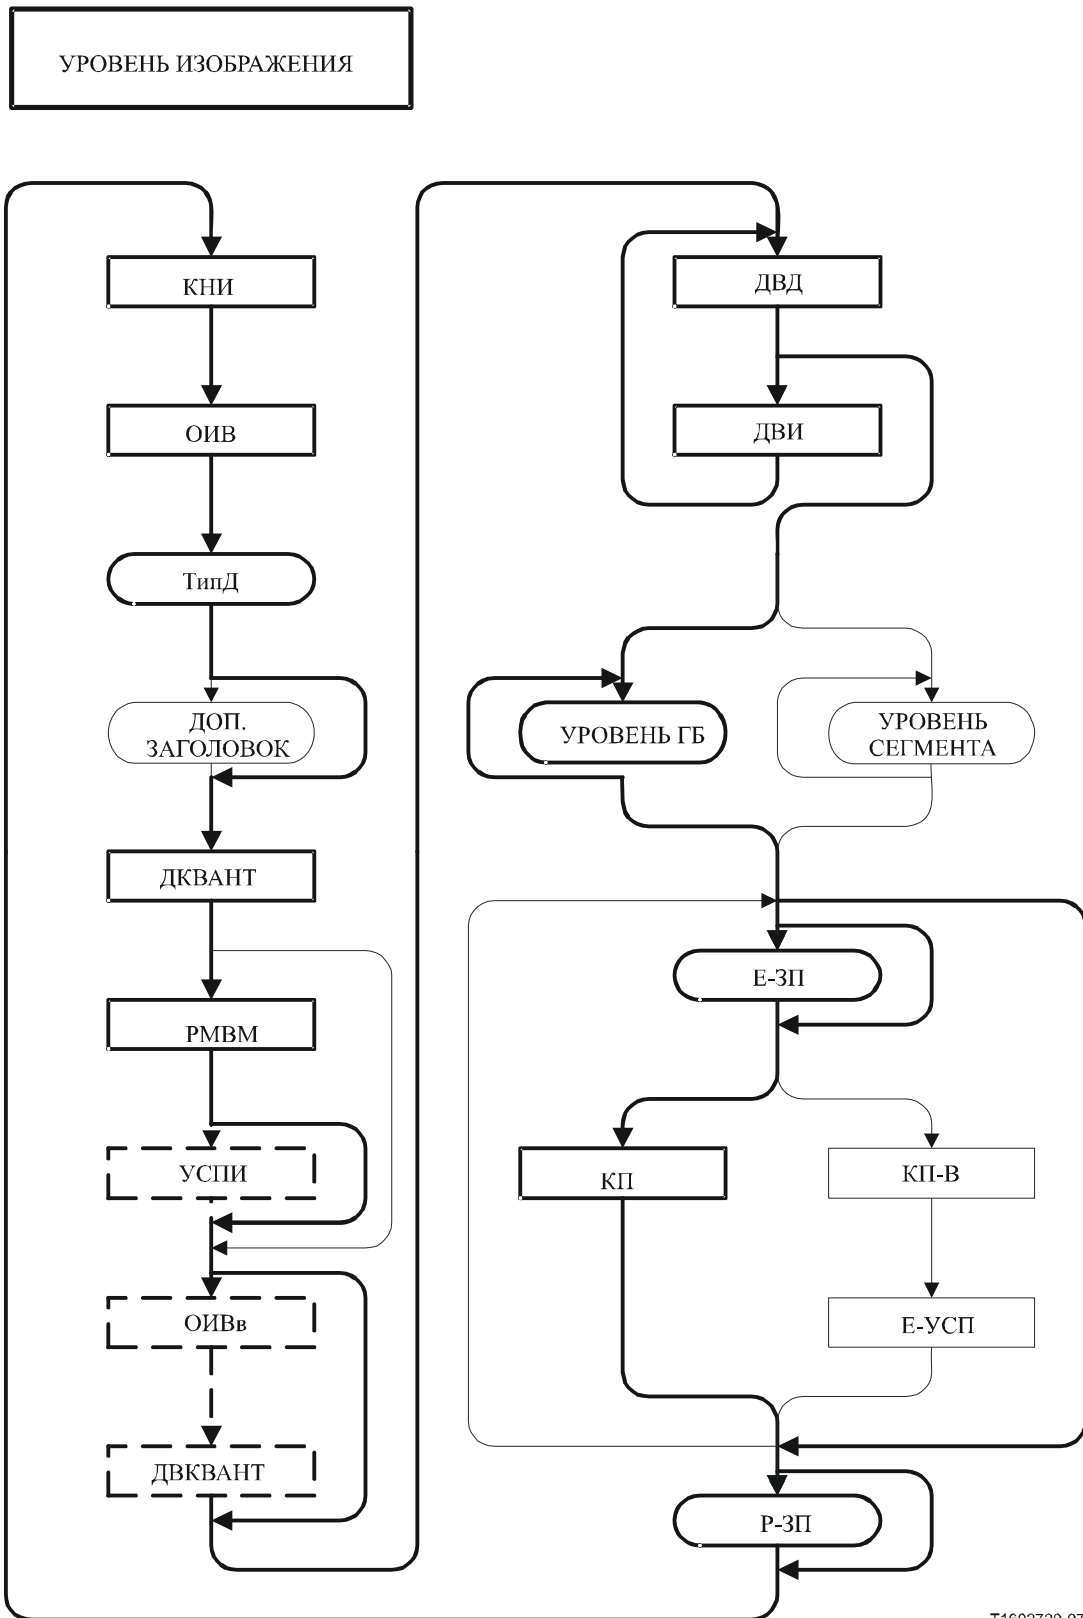 УРОВЕНЬ ИЗОБРАЖЕНИЯ
КНИ
ОИВ
ТипД
ДОП.
ЗАГОЛОВОК
ДКВАНТ
РМВМ
УСПИ
ОИВв
ДВКВАНТ
ДВД
ДВИ
УРОВЕНЬ ГБ
УРОВЕНЬ
СЕГМЕНТА
Е-ЗП
КП
КП-В
Е-УСП
Р-ЗП